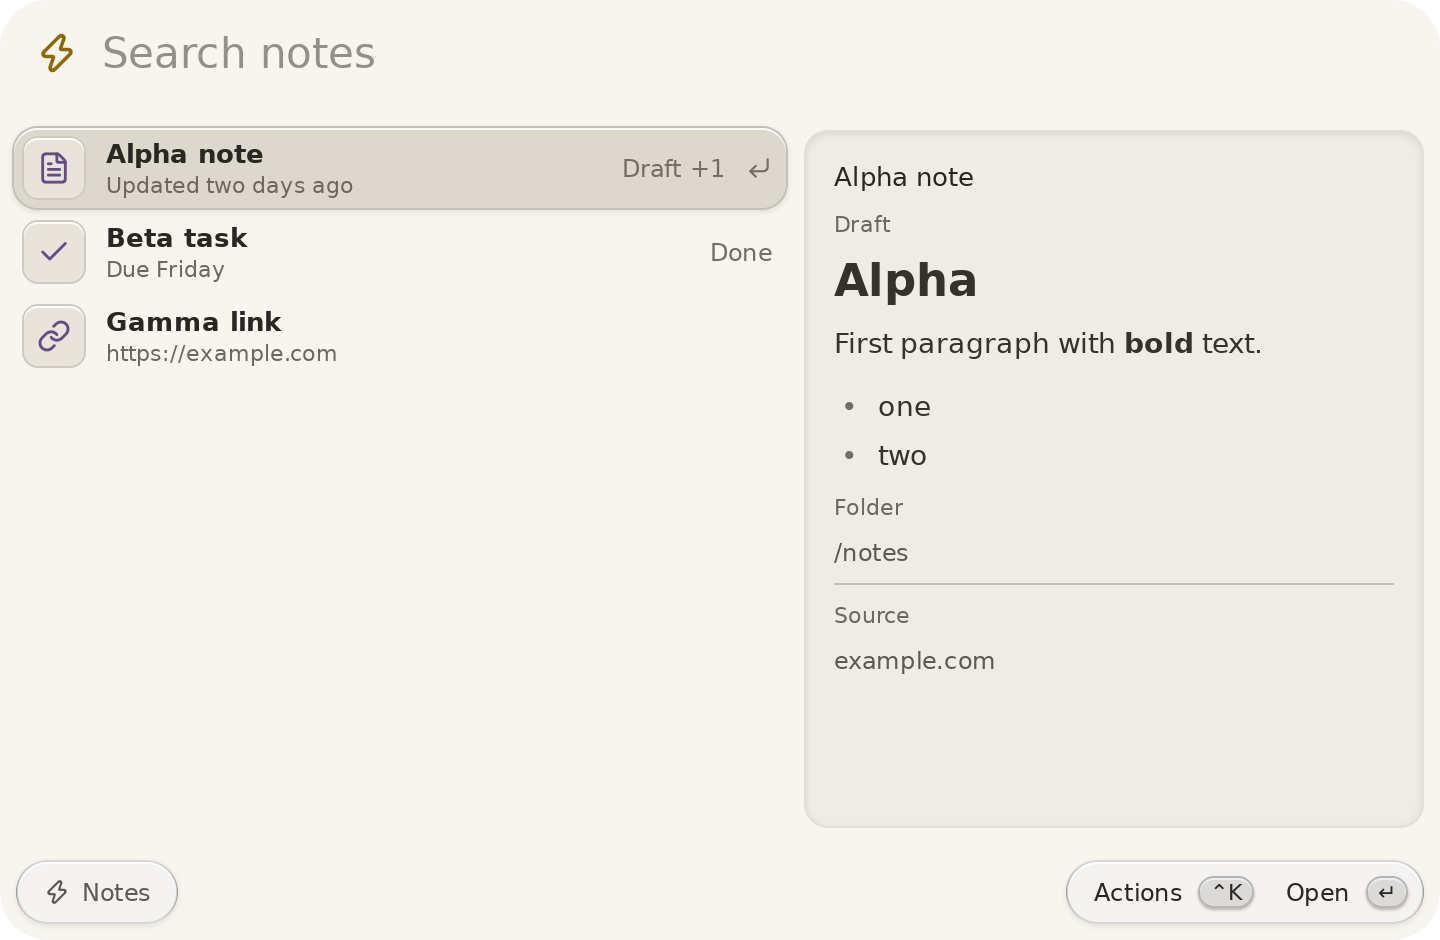 Search notes
Alpha note
Updated two days ago
Draft +1
Beta task
Due Friday
Done
Gamma link
https://example.com
Alpha note
Draft
Alpha
First paragraph with bold text.
• one
• two
Folder
/notes
Source
example.com
Notes
Actions ^K Open ↵